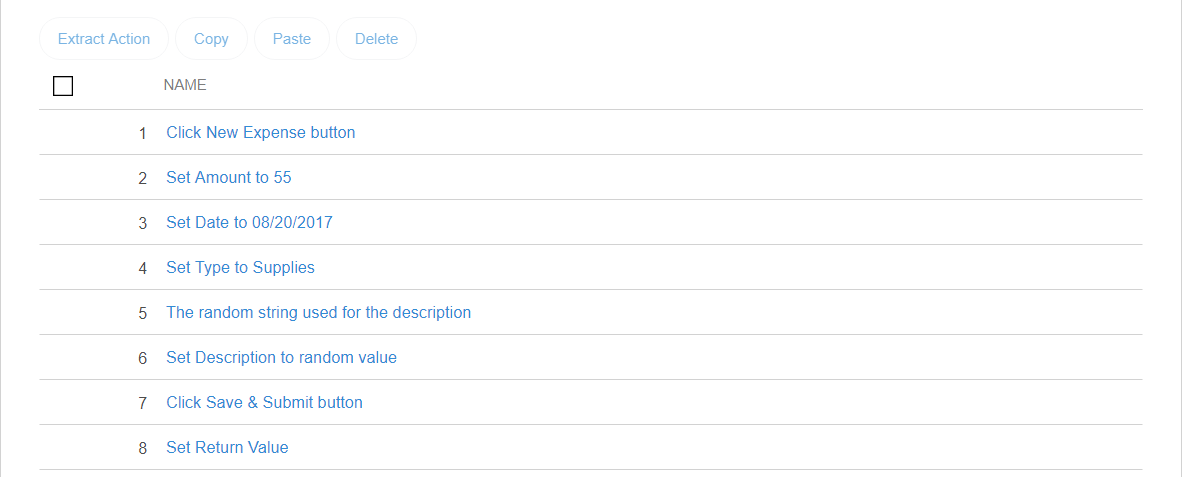 Extract Action Copy Paste Delete
NAME
1 Click New Expense button
2 Set Amount to 55
3 Set Date to 08/20/2017
4 Set Type to Supplies
5 The random string used for the description
6 Set Description to random value
7 Click Save & Submit button
8 Set Return Value